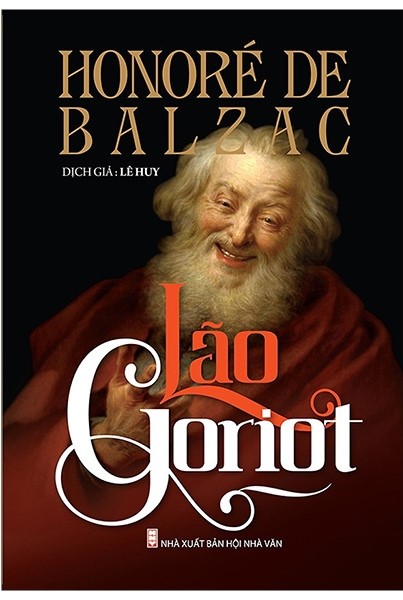 HONORÉ DE
BALZAC
DỊCH GIẢ : LÊ HUY
Lão
Goriot
NHÀ XUẤT BẢN HỘI NHÀ VĂN